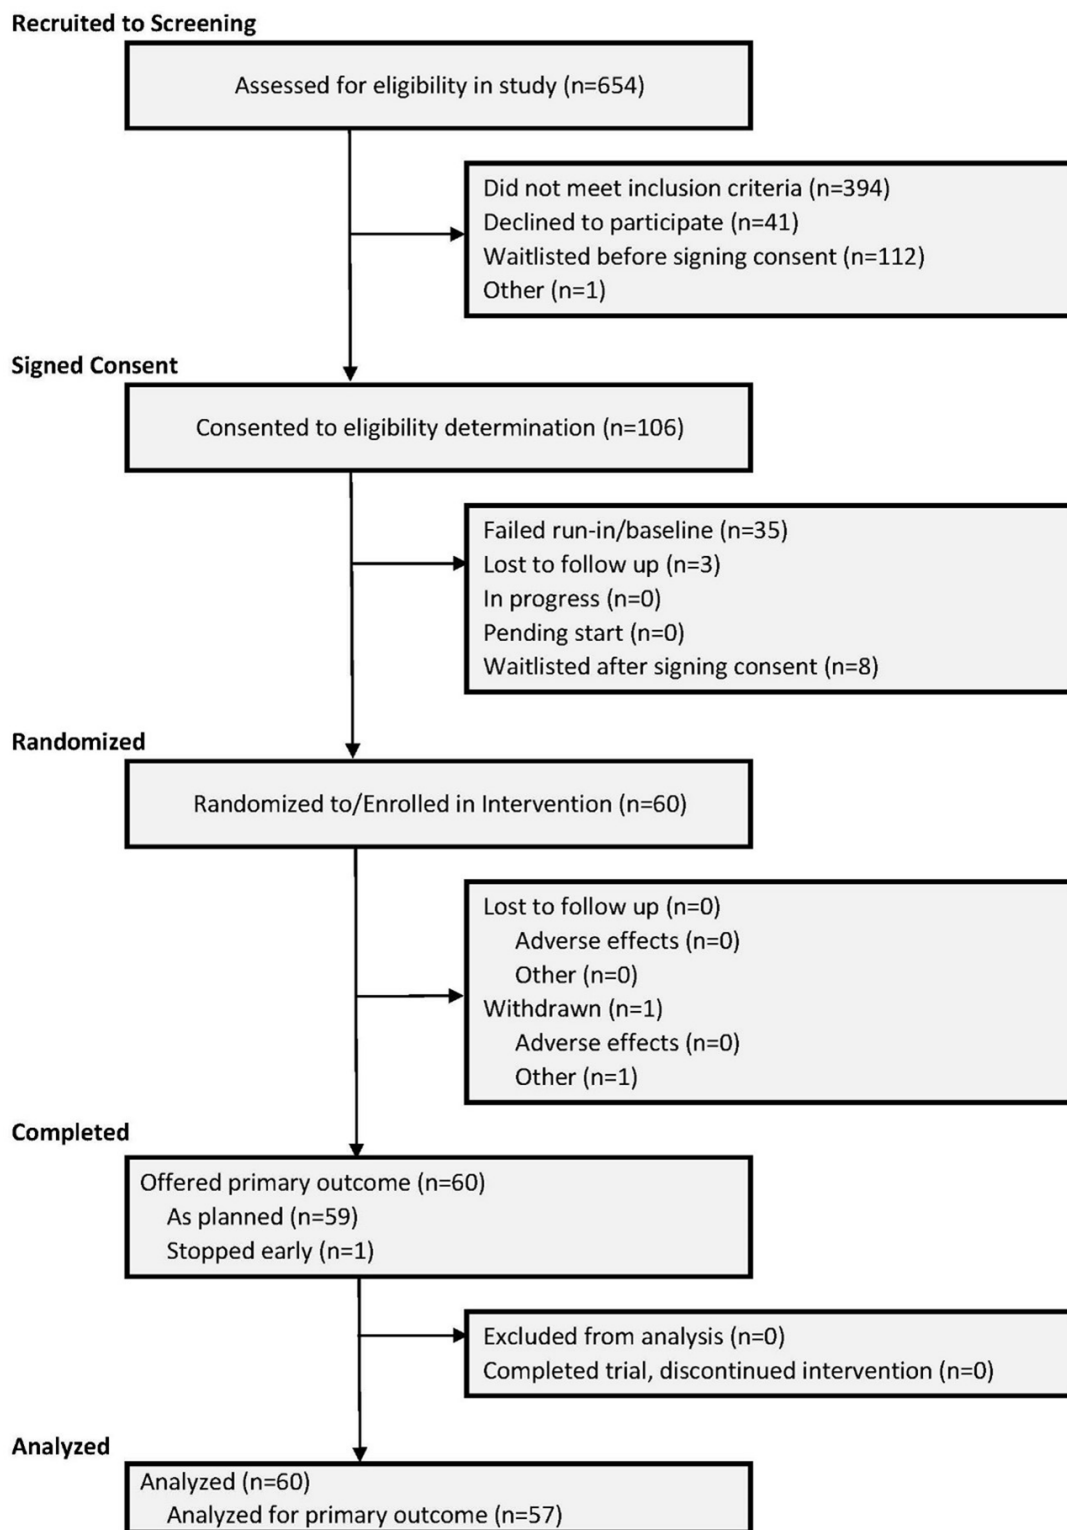 Recruited to Screening
Assessed for eligibility in study (n=654)
Did not meet inclusion criteria (n=394)
Declined to participate (n=41)
Waitlisted before signing consent (n=112)
Other (n=1)
Signed Consent
Consented to eligibility determination (n=106)
Failed run-in/baseline (n=35)
Lost to follow up (n=3)
In progress (n=0)
Pending start (n=0)
Waitlisted after signing consent (n=8)
Randomized
Randomized to/Enrolled in Intervention (n=60)
Lost to follow up (n=0)
Adverse effects (n=0)
Other (n=0)
Withdrawn (n=1)
Adverse effects (n=0)
Other (n=1)
Completed
Offered primary outcome (n=60)
As planned (n=59)
Stopped early (n=1)
Excluded from analysis (n=0)
Completed trial, discontinued intervention (n=0)
Analyzed
Analyzed (n=60)
Analyzed for primary outcome (n=57)